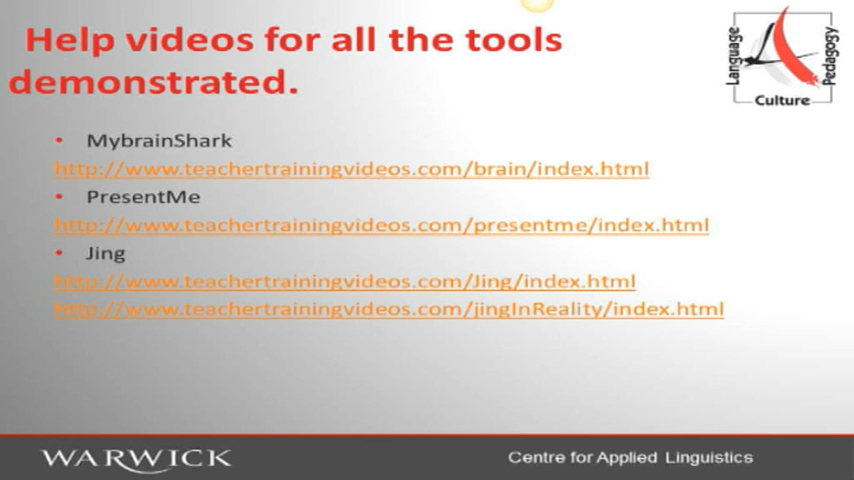 Help videos for all the tools
demonstrated.
Language
Culture
Pedagogy
• MybrainShark
http://www.teachertrainingvideos.com/brain/index.html
• PresentMe
http://www.teachertrainingvideos.com/presentme/index.html
• Jing
http://www.teachertrainingvideos.com/Jing/index.html
http://www.teachertrainingvideos.com/jingInReality/index.html
WARWICK
Centre for Applied Linguistics